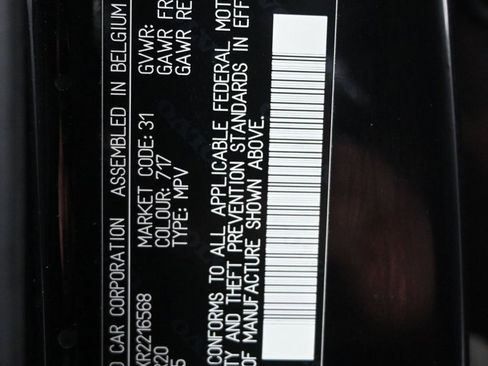 O CAR CORPORATION ASSEMBLED IN BELGIUM
XR2216568 MARKET CODE: 31 GVWR:
R20 COLOUR: 717 GAWR FR
5 TYPE: MPV GAWR RE
CONFORMS TO ALL APPLICABLE FEDERAL MOT
TY AND THEFT PREVENTION STANDARDS IN EFF
OF MANUFACTURE SHOWN ABOVE.